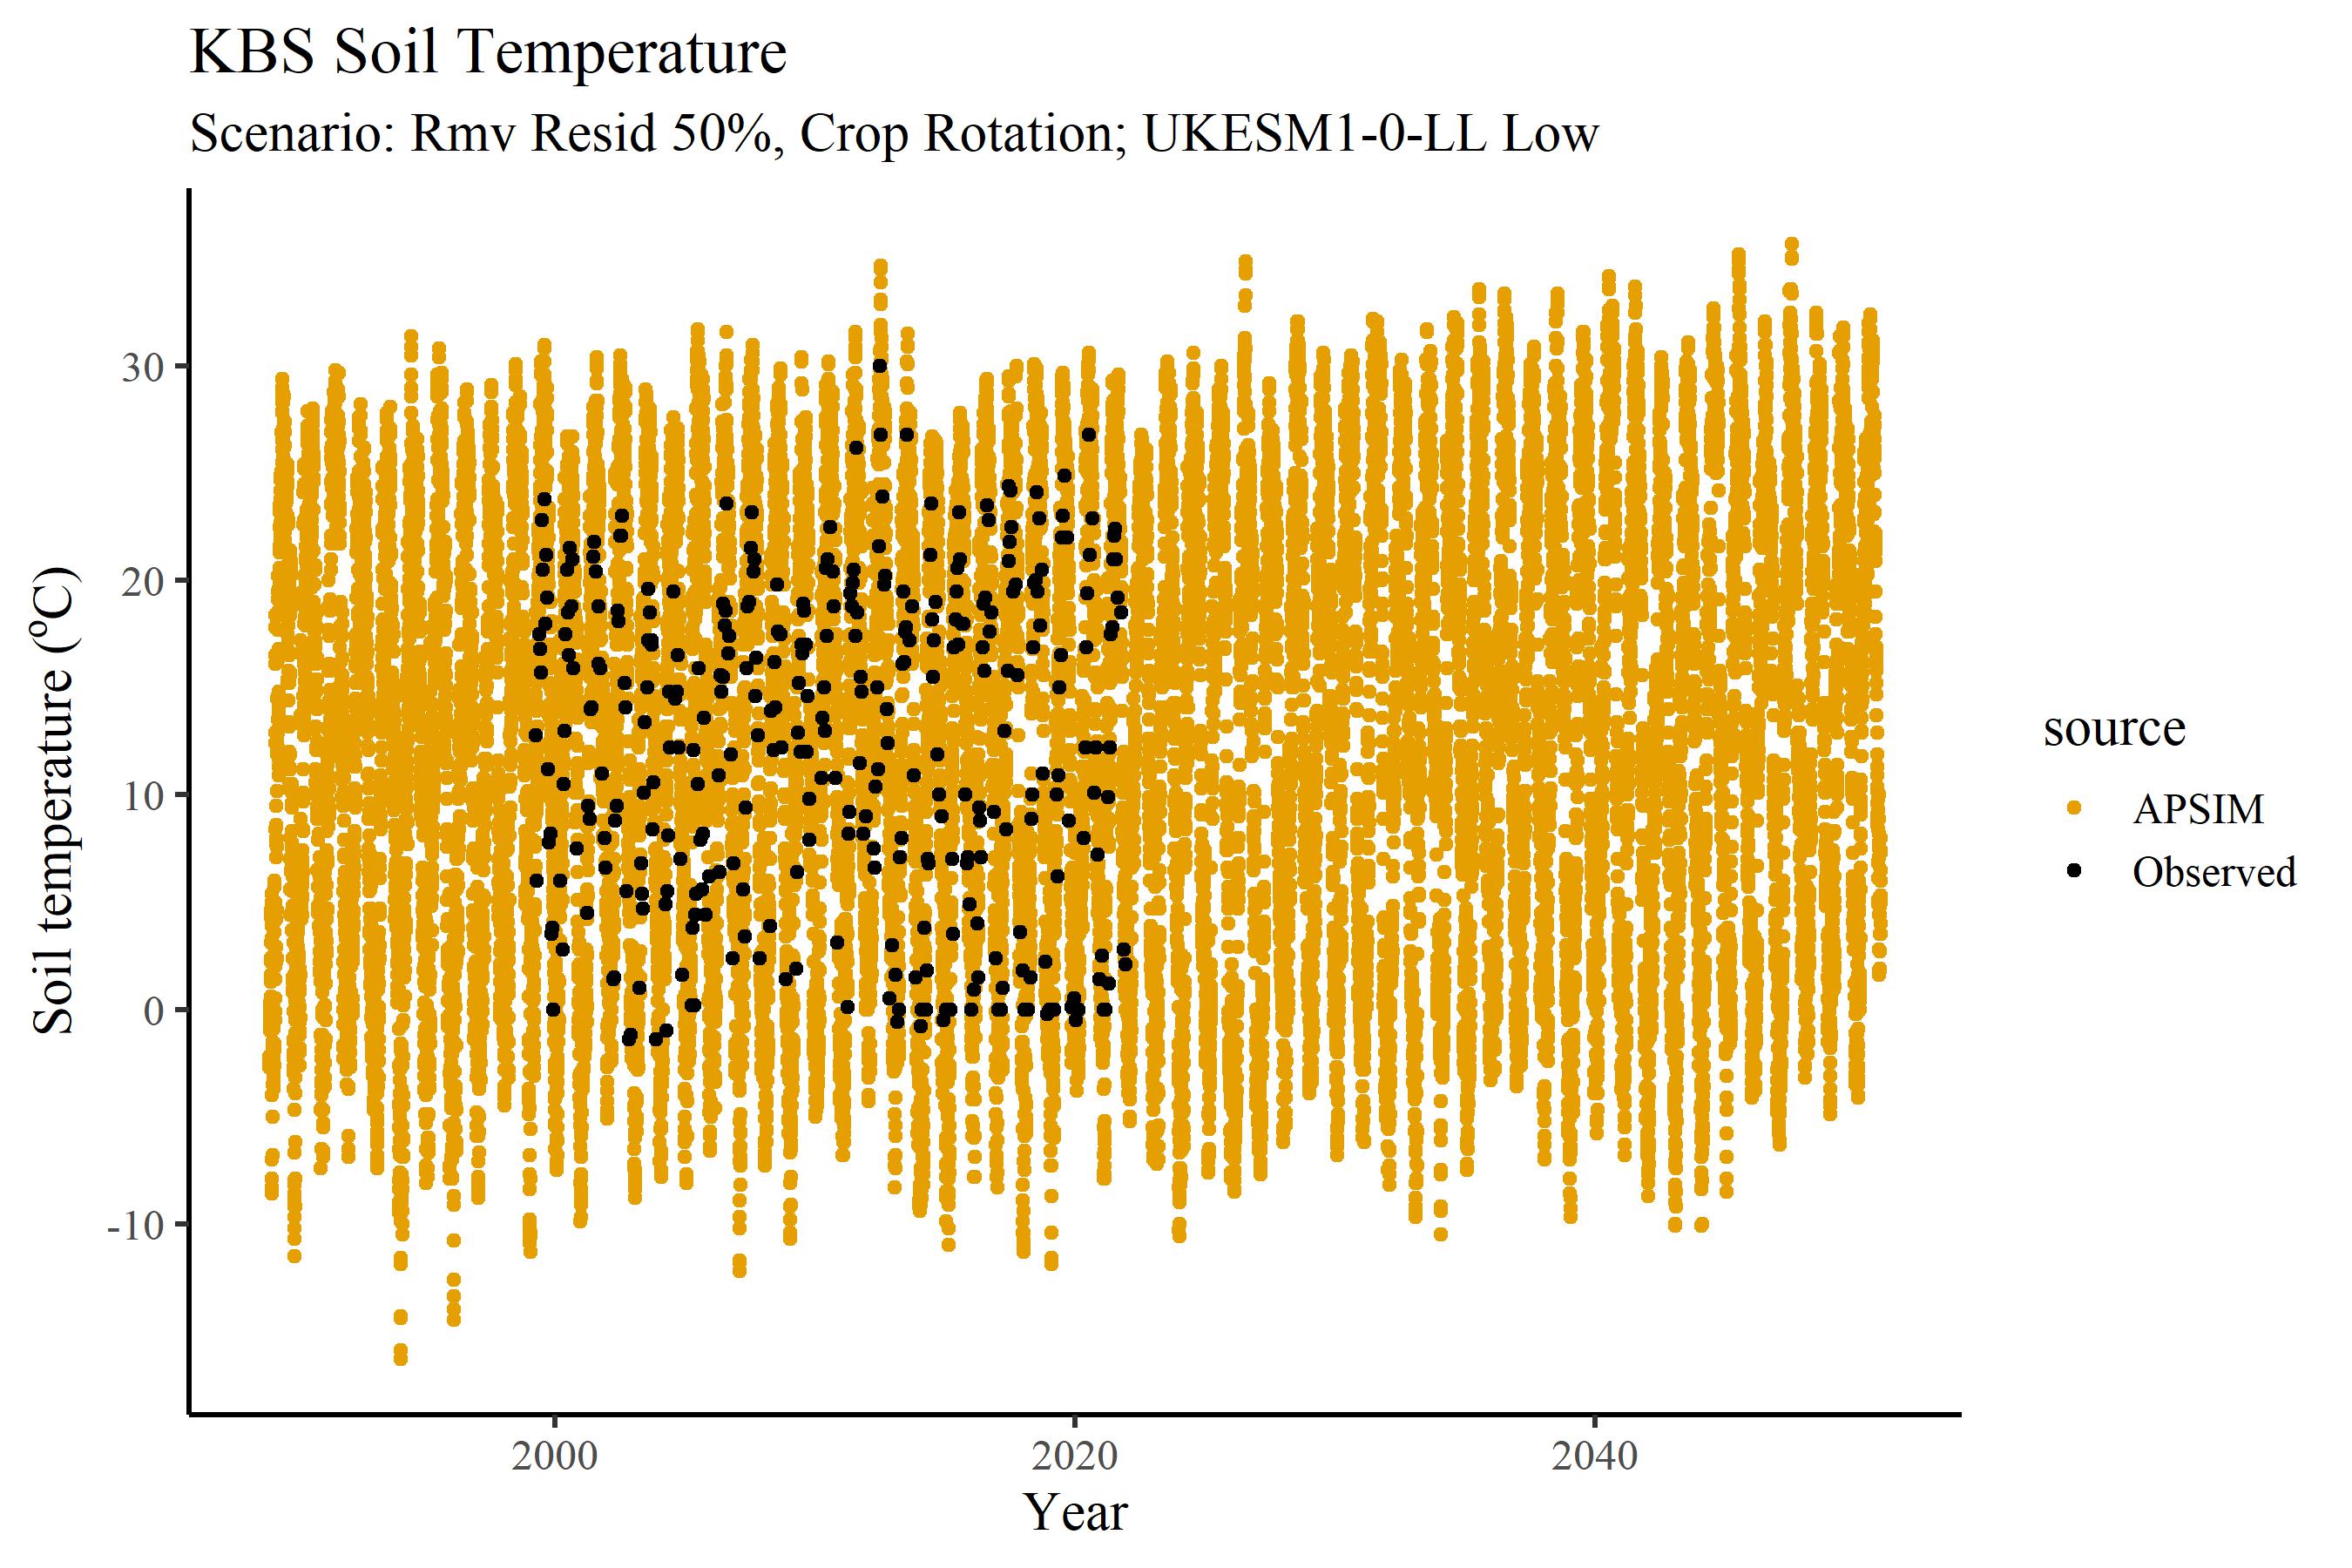 KBS Soil Temperature
Scenario: Rmv Resid 50%, Crop Rotation; UKESM1-0-LL Low
Soil temperature (ºC)
30
20
10
0
-10
2000
2020
2040
Year
source
APSIM
Observed